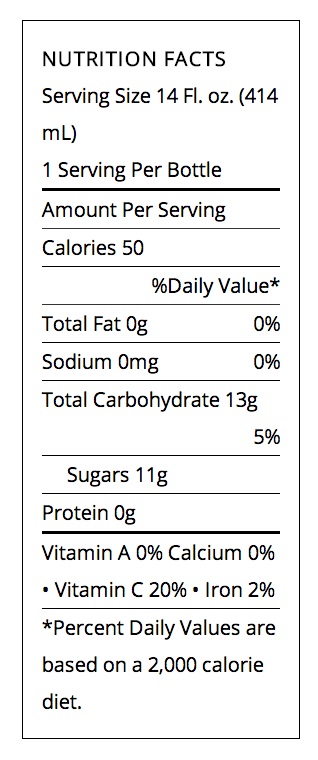 NUTRITION FACTS
Serving Size 14 Fl. oz. (414
mL)
1 Serving Per Bottle
Amount Per Serving
Calories 50
%Daily Value*
Total Fat 0g 0%
Sodium 0mg 0%
Total Carbohydrate 13g
5%
Sugars 11g
Protein 0g
Vitamin A 0% Calcium 0%
• Vitamin C 20% • Iron 2%
*Percent Daily Values are
based on a 2,000 calorie
diet.